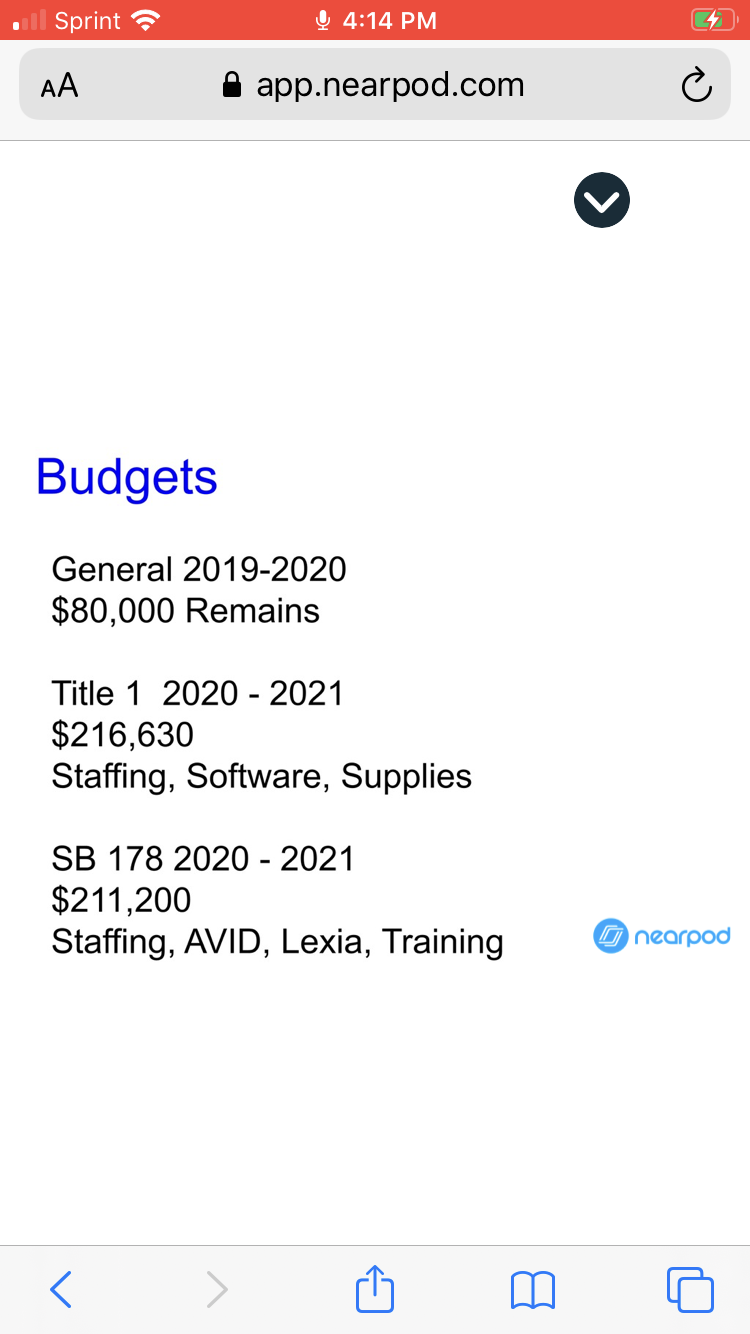 Sprint 4:14 PM
AA app.nearpod.com
Budgets
General 2019-2020
$80,000 Remains
Title 1 2020 - 2021
$216,630
Staffing, Software, Supplies
SB 178 2020 - 2021
$211,200
Staffing, AVID, Lexia, Training
nearpod